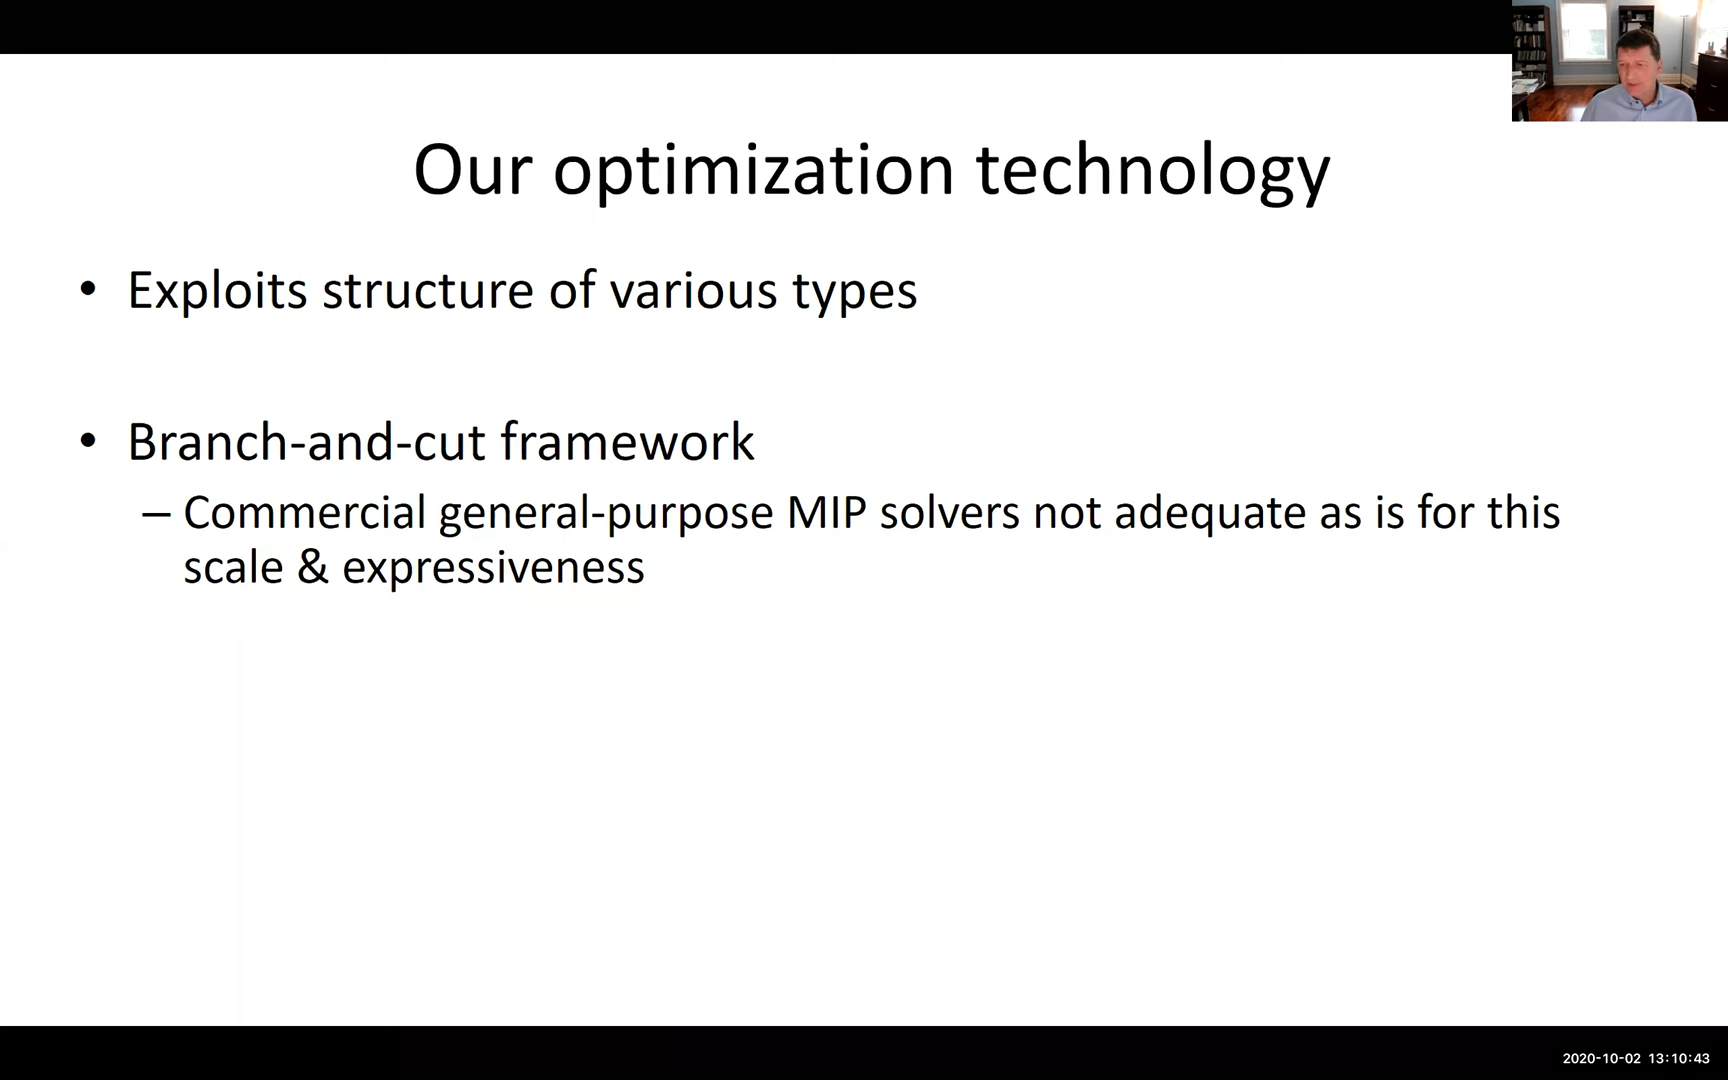 Our optimization technology
• Exploits structure of various types
• Branch-and-cut framework
– Commercial general-purpose MIP solvers not adequate as is for this
scale & expressiveness
2020-10-02 13:10:43